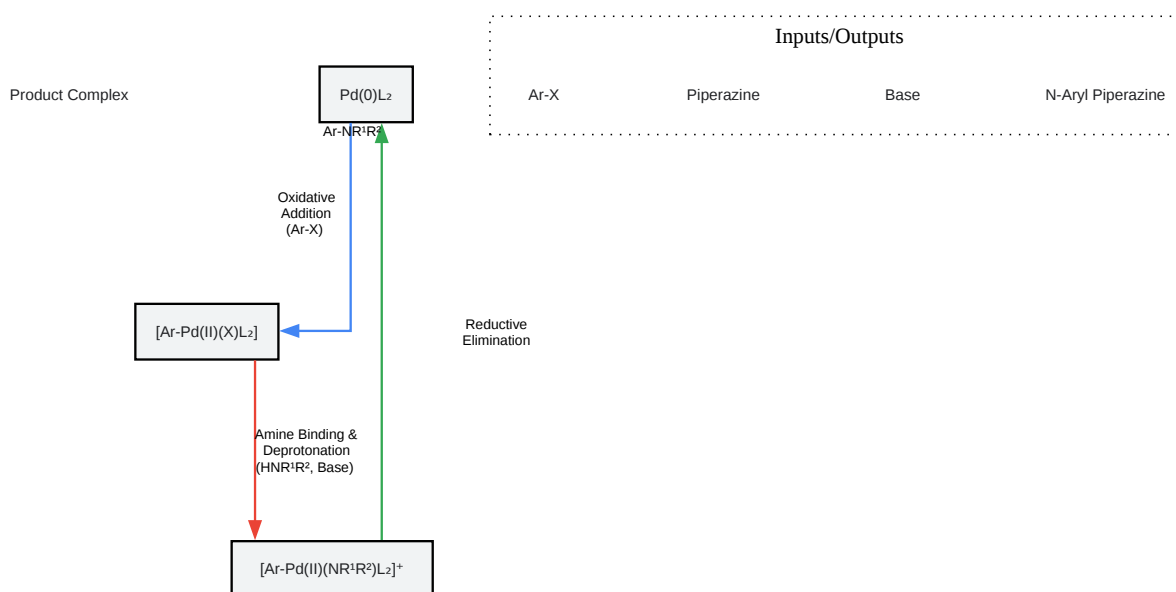 Inputs/Outputs
Product Complex
Pd(0)L₂
Ar-X
Piperazine
Base
N-Aryl Piperazine
Ar-NR¹R²
Oxidative
Addition
(Ar-X)
[Ar-Pd(II)(X)L₂]
Reductive
Elimination
Amine Binding &
Deprotonation
(HNR¹R², Base)
[Ar-Pd(II)(NR¹R²)L₂]⁺